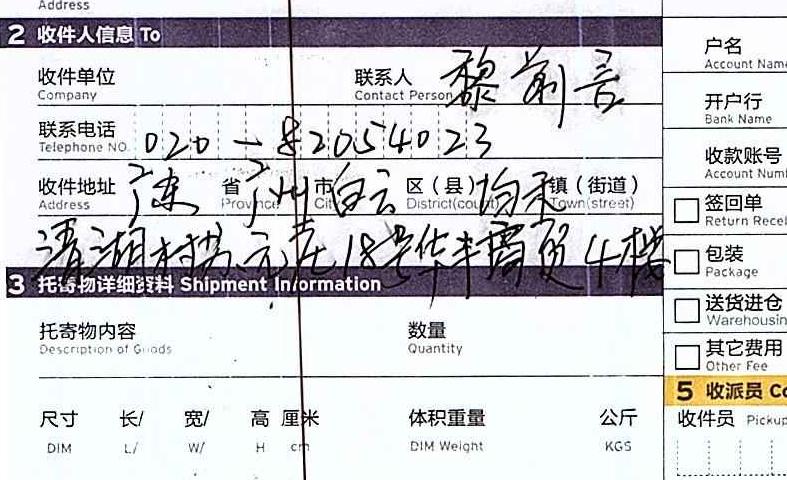 Address
2 收件人信息 To
收件单位
Company
联系人 黎前言
Contact Person
联系电话 020-82054023
Telephone NO.
收件地址 广东 省 广州 市 白云 区(县) 均禾 镇(街道)
Address Province City District(county) Town(street)
清湖村 元 18号华丰 4楼
3 托寄物详细资料 Shipment Information
托寄物内容
Description of Goods
数量
Quantity
尺寸 长/ 宽/ 高 厘米 体积重量 公斤
DIM L/ W/ H cm DIM Weight KGS
户名
Account Name
开户行
Bank Name
收款账号
Account Num
签回单
Return Recei
包装
Package
送货进仓
Warehousin
其它费用
Other Fee
5 收派员 Co
收件员 Pickup